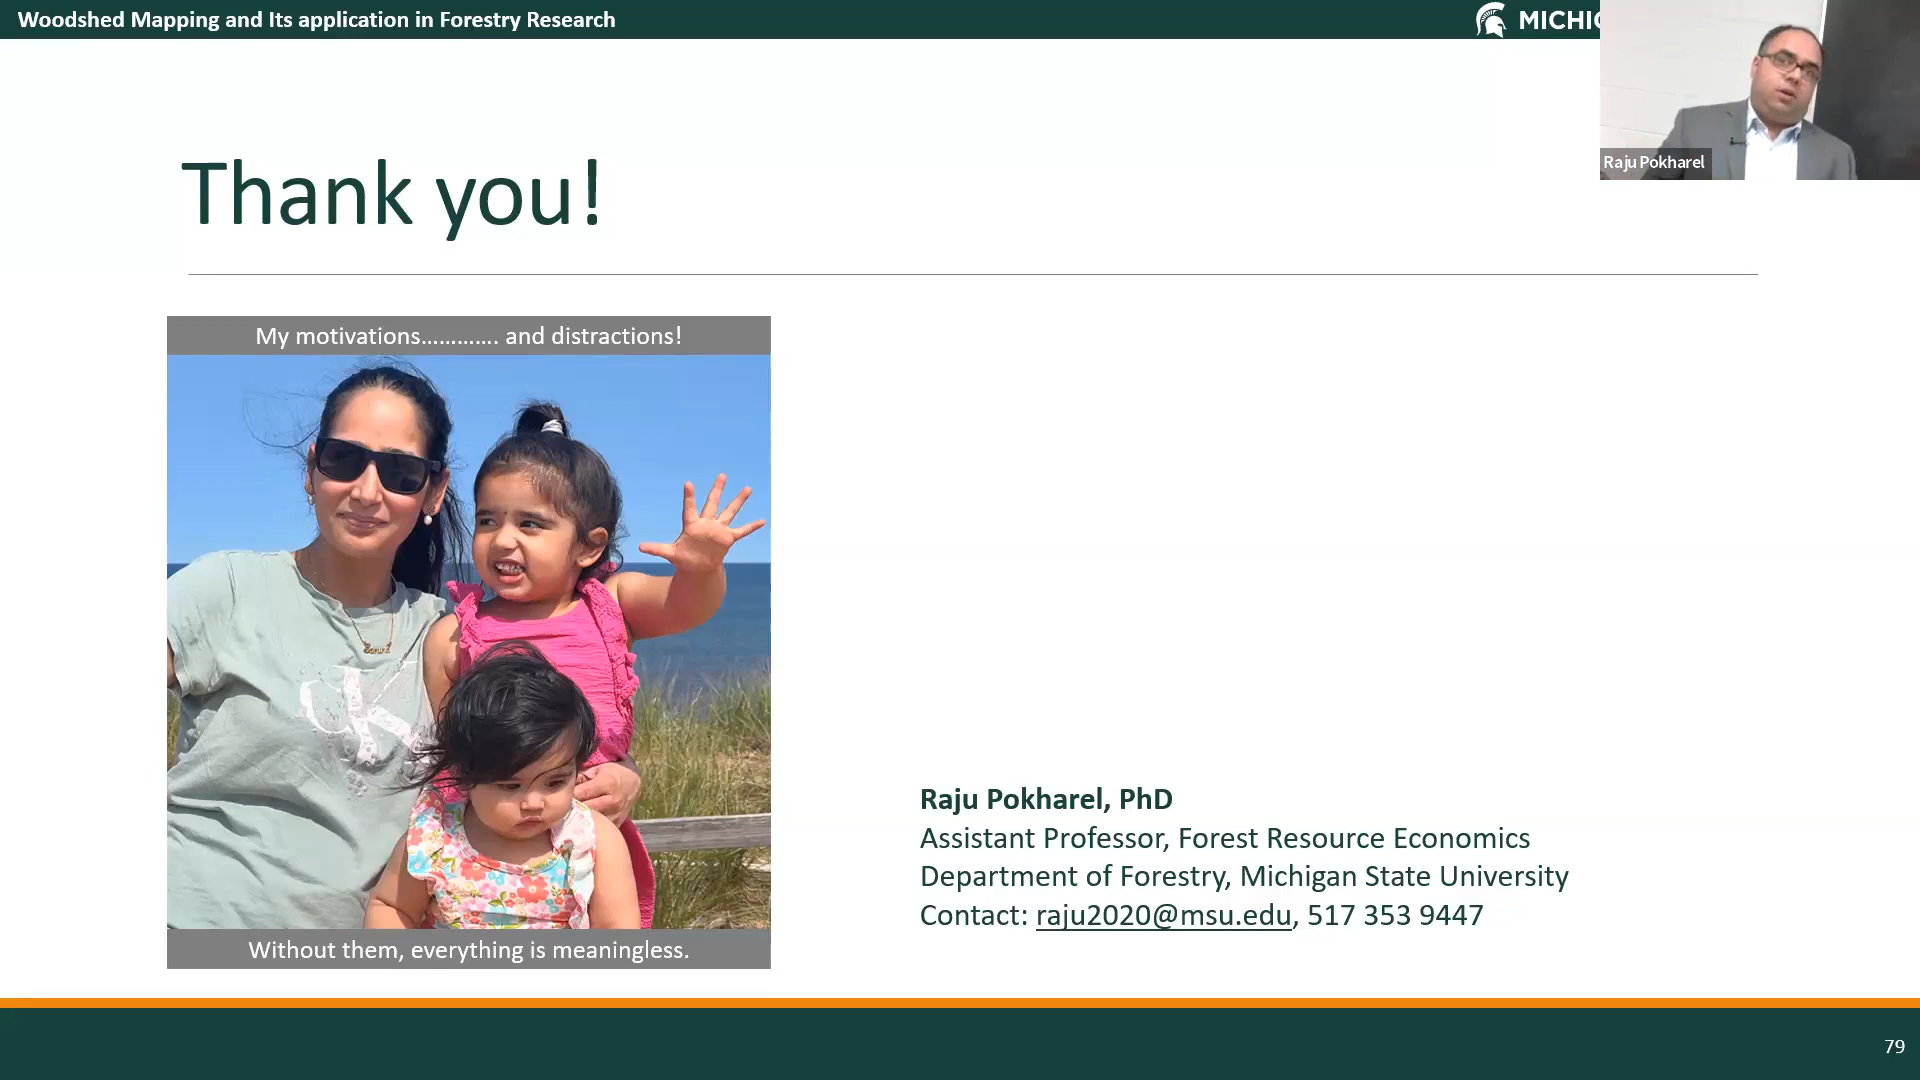 Woodshed Mapping and Its application in Forestry Research
Raju Pokharel
Thank you!
My motivations…………. and distractions!
Without them, everything is meaningless.
Raju Pokharel, PhD
Assistant Professor, Forest Resource Economics
Department of Forestry, Michigan State University
Contact: raju2020@msu.edu, 517 353 9447
79